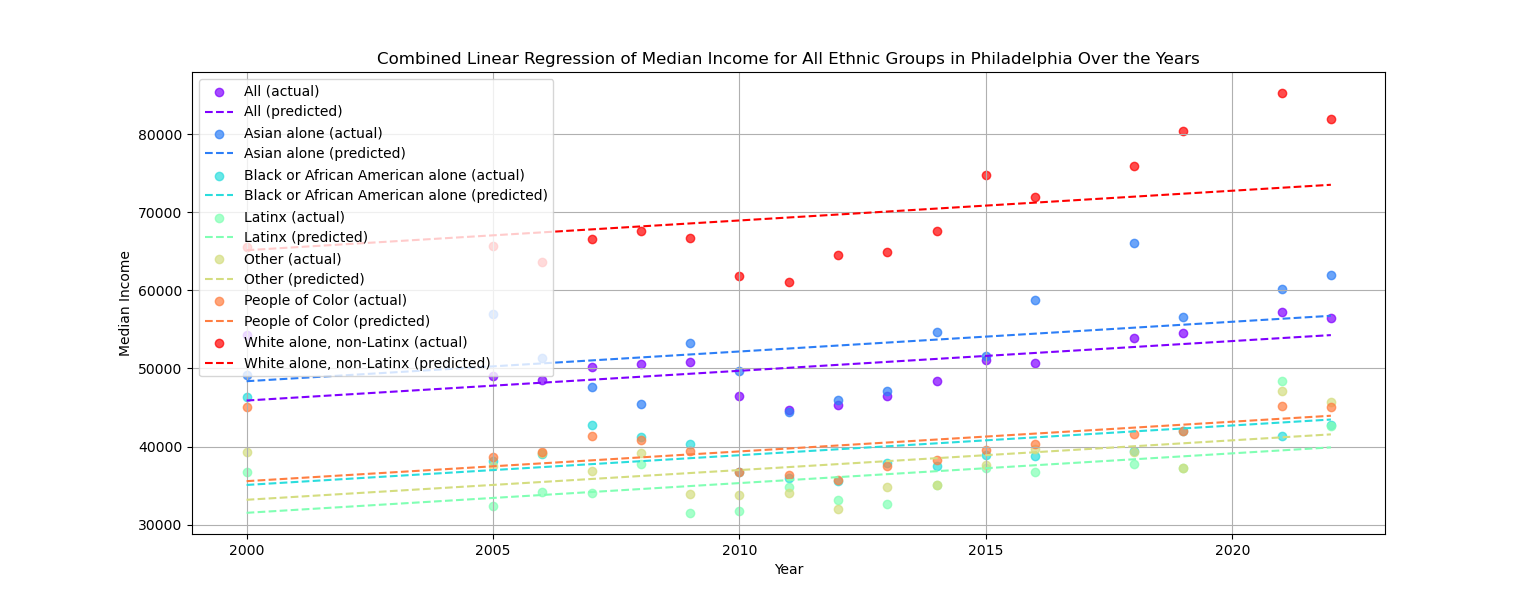 Combined Linear Regression of Median Income for All Ethnic Groups in Philadelphia Over the Years
All (actual)
All (predicted)
Asian alone (actual)
Asian alone (predicted)
Black or African American alone (actual)
Black or African American alone (predicted)
Latinx (actual)
Latinx (predicted)
Other (actual)
Other (predicted)
People of Color (actual)
People of Color (predicted)
White alone, non-Latinx (actual)
White alone, non-Latinx (predicted)
Median Income
80000
70000
60000
50000
40000
30000
2000 2005 2010 2015 2020
Year